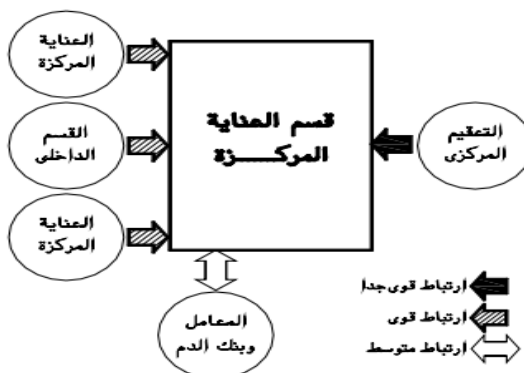 العناية
المركزة
القسم
الداخلى
العناية
المركزة
قسم العناية
المركـــــزة
التعقيم
المركزى
المعامل
وبنك الدم
ارتباط قوى جدا
ارتباط قوى
ارتباط متوسط